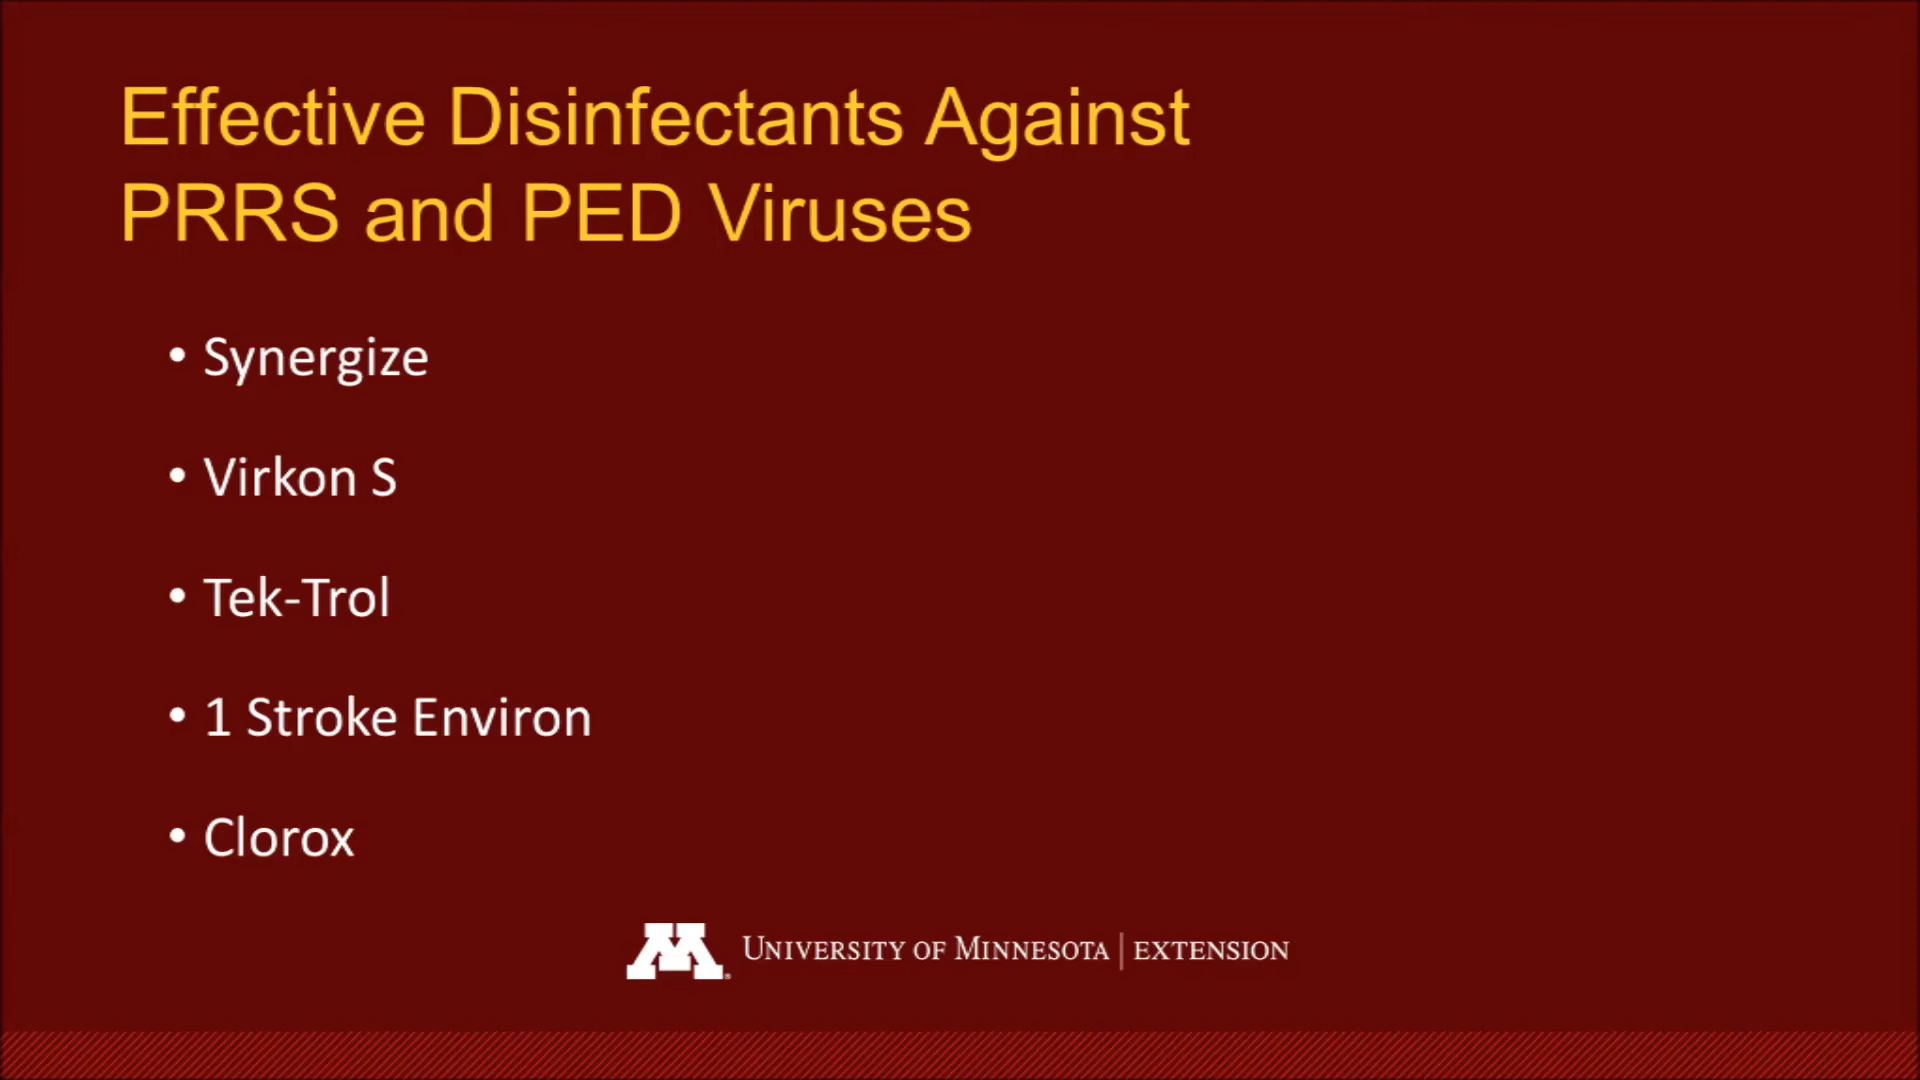 Effective Disinfectants Against
PRRS and PED Viruses
• Synergize
• Virkon S
• Tek-Trol
• 1 Stroke Environ
• Clorox
M® UNIVERSITY OF MINNESOTA | EXTENSION